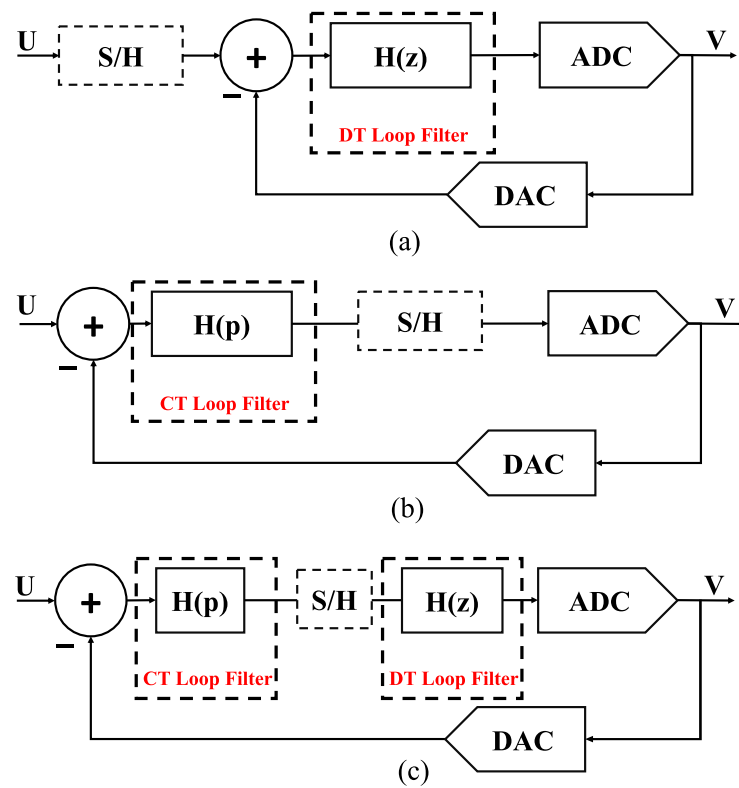 U S/H + H(z) ADC V
−
DT Loop Filter
DAC
(a)
U + H(p) S/H ADC V
−
CT Loop Filter
DAC
(b)
U + H(p) S/H H(z) ADC V
−
CT Loop Filter DT Loop Filter
DAC
(c)